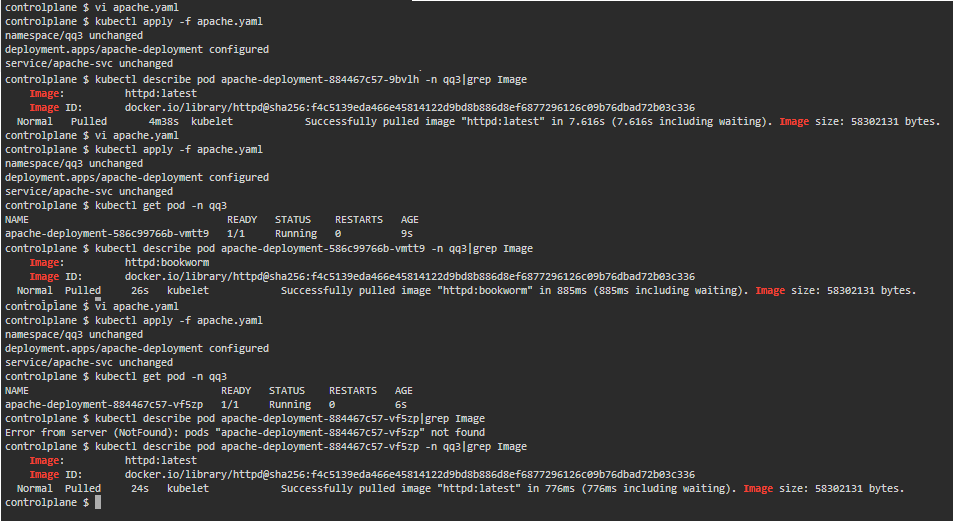 controlplane $ vi apache.yaml
controlplane $ kubectl apply -f apache.yaml
namespace/qq3 unchanged
deployment.apps/apache-deployment configured
service/apache-svc unchanged
controlplane $ kubectl describe pod apache-deployment-884467c57-9bvlh -n qq3|grep Image
    Image:          httpd:latest
    Image ID:       docker.io/library/httpd@sha256:f4c5139eda466e45814122d9bd8b886d8ef6877296126c09b76dbad72b03c336
  Normal  Pulled       4m38s  kubelet            Successfully pulled image "httpd:latest" in 7.616s (7.616s including waiting). Image size: 58302131 bytes.
controlplane $ vi apache.yaml
controlplane $ kubectl apply -f apache.yaml
namespace/qq3 unchanged
deployment.apps/apache-deployment configured
service/apache-svc unchanged
controlplane $ kubectl get pod -n qq3
NAME                                 READY   STATUS    RESTARTS   AGE
apache-deployment-586c99766b-vmtt9   1/1     Running   0          9s
controlplane $ kubectl describe pod apache-deployment-586c99766b-vmtt9 -n qq3|grep Image
    Image:          httpd:bookworm
    Image ID:       docker.io/library/httpd@sha256:f4c5139eda466e45814122d9bd8b886d8ef6877296126c09b76dbad72b03c336
  Normal  Pulled     26s   kubelet            Successfully pulled image "httpd:bookworm" in 885ms (885ms including waiting). Image size: 58302131 bytes.
controlplane $ vi apache.yaml
controlplane $ kubectl apply -f apache.yaml
namespace/qq3 unchanged
deployment.apps/apache-deployment configured
service/apache-svc unchanged
controlplane $ kubectl get pod -n qq3
NAME                                READY   STATUS    RESTARTS   AGE
apache-deployment-884467c57-vf5zp   1/1     Running   0          6s
controlplane $ kubectl describe pod apache-deployment-884467c57-vf5zp|grep Image
Error from server (NotFound): pods "apache-deployment-884467c57-vf5zp" not found
controlplane $ kubectl describe pod apache-deployment-884467c57-vf5zp -n qq3|grep Image
    Image:          httpd:latest
    Image ID:       docker.io/library/httpd@sha256:f4c5139eda466e45814122d9bd8b886d8ef6877296126c09b76dbad72b03c336
  Normal  Pulled     24s   kubelet            Successfully pulled image "httpd:latest" in 776ms (776ms including waiting). Image size: 58302131 bytes.
controlplane $